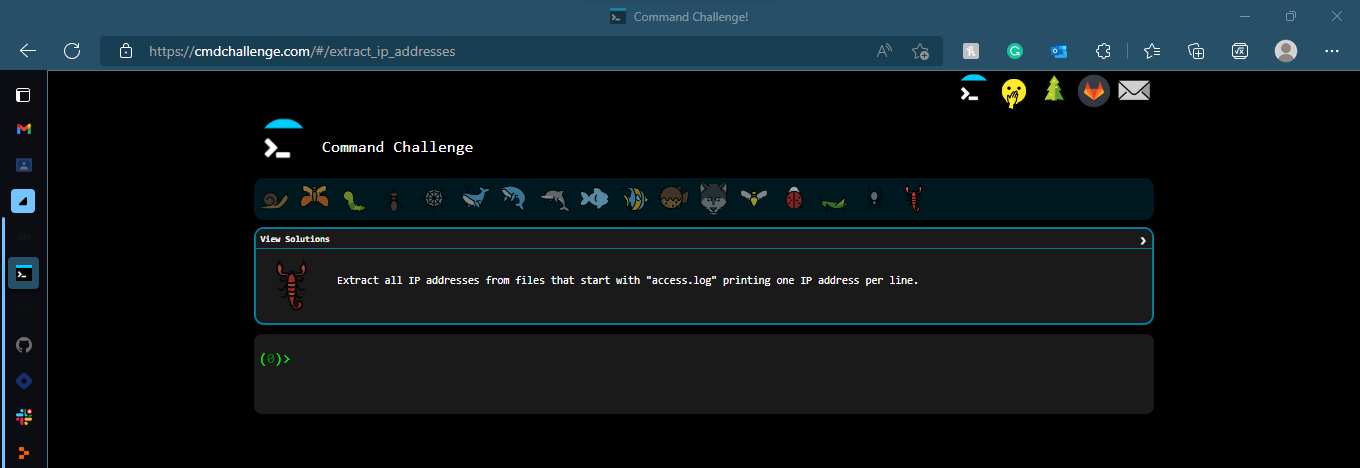 Command Challenge!
https://cmdchallenge.com/#/extract_ip_addresses
Command Challenge
View Solutions
Extract all IP addresses from files that start with "access.log" printing one IP address per line.
(0)>